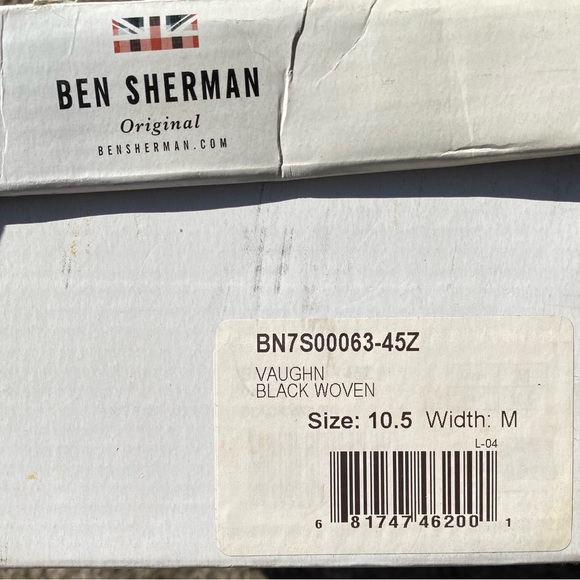 BEN SHERMAN
Original
BENSHERMAN.COM
BN7S00063-45Z
VAUGHN
BLACK WOVEN
Size: 10.5 Width: M
L-04
6 81747 46200 1